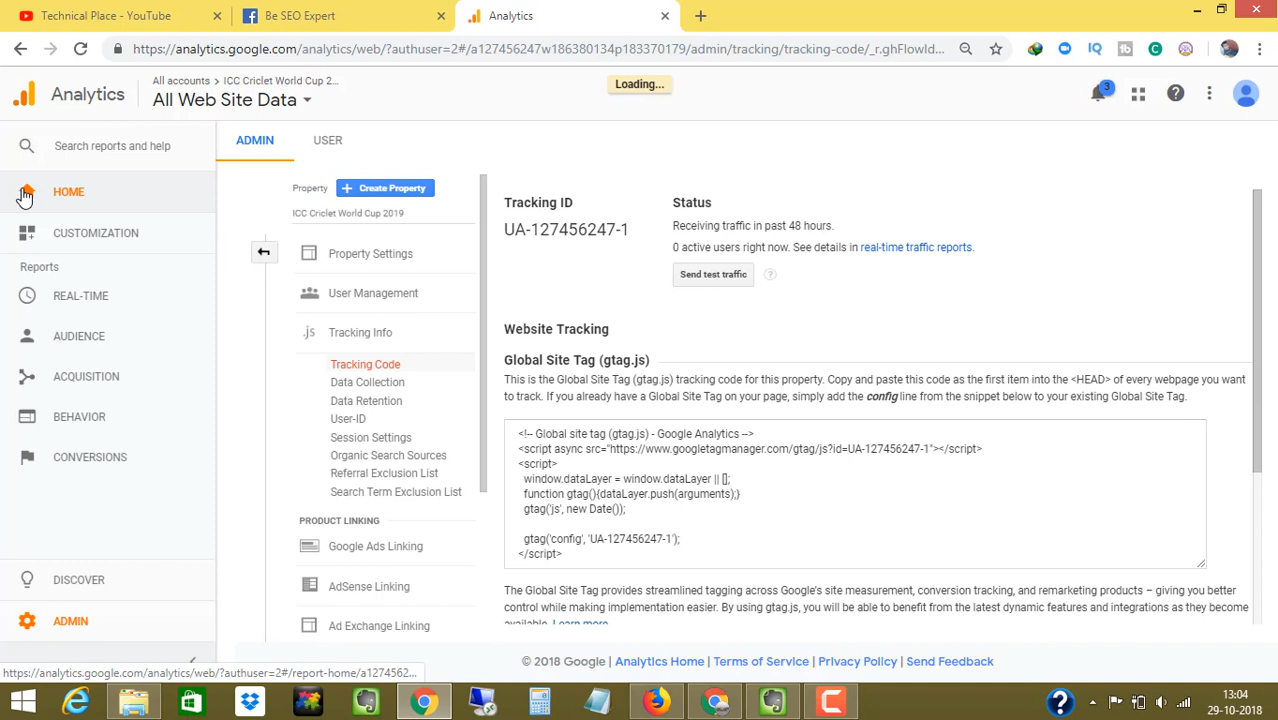 Technical Place - YouTube
Be SEO Expert
Analytics
https://analytics.google.com/analytics/web/?authuser=2#/a127456247w186380134p183370179/admin/tracking/tracking-code/_r.ghFlowId...
Analytics
All accounts > ICC Criclet World Cup 2...
All Web Site Data
Loading...
3
Search reports and help
ADMIN
USER
HOME
CUSTOMIZATION
Reports
REAL-TIME
AUDIENCE
ACQUISITION
BEHAVIOR
CONVERSIONS
DISCOVER
ADMIN
Property
+ Create Property
ICC Criclet World Cup 2019
Property Settings
User Management
.js Tracking Info
Tracking Code
Data Collection
Data Retention
User-ID
Session Settings
Organic Search Sources
Referral Exclusion List
Search Term Exclusion List
PRODUCT LINKING
Google Ads Linking
AdSense Linking
Ad Exchange Linking
Tracking ID
UA-127456247-1
Status
Receiving traffic in past 48 hours.
0 active users right now. See details in real-time traffic reports.
Send test traffic
?
Website Tracking
Global Site Tag (gtag.js)
This is the Global Site Tag (gtag.js) tracking code for this property. Copy and paste this code as the first item into the <HEAD> of every webpage you want
to track. If you already have a Global Site Tag on your page, simply add the config line from the snippet below to your existing Global Site Tag.
<!-- Global site tag (gtag.js) - Google Analytics -->
<script async src="https://www.googletagmanager.com/gtag/js?id=UA-127456247-1"></script>
<script>
window.dataLayer = window.dataLayer || [];
function gtag(){dataLayer.push(arguments);}
gtag('js', new Date());
gtag('config', 'UA-127456247-1');
</script>
The Global Site Tag provides streamlined tagging across Google's site measurement, conversion tracking, and remarketing products – giving you better
control while making implementation easier. By using gtag.js, you will be able to benefit from the latest dynamic features and integrations as they become
available. Learn more
© 2018 Google | Analytics Home | Terms of Service | Privacy Policy | Send Feedback
https://analytics.google.com/analytics/web/?authuser=2#/report-home/a1274562...
13:04
29-10-2018